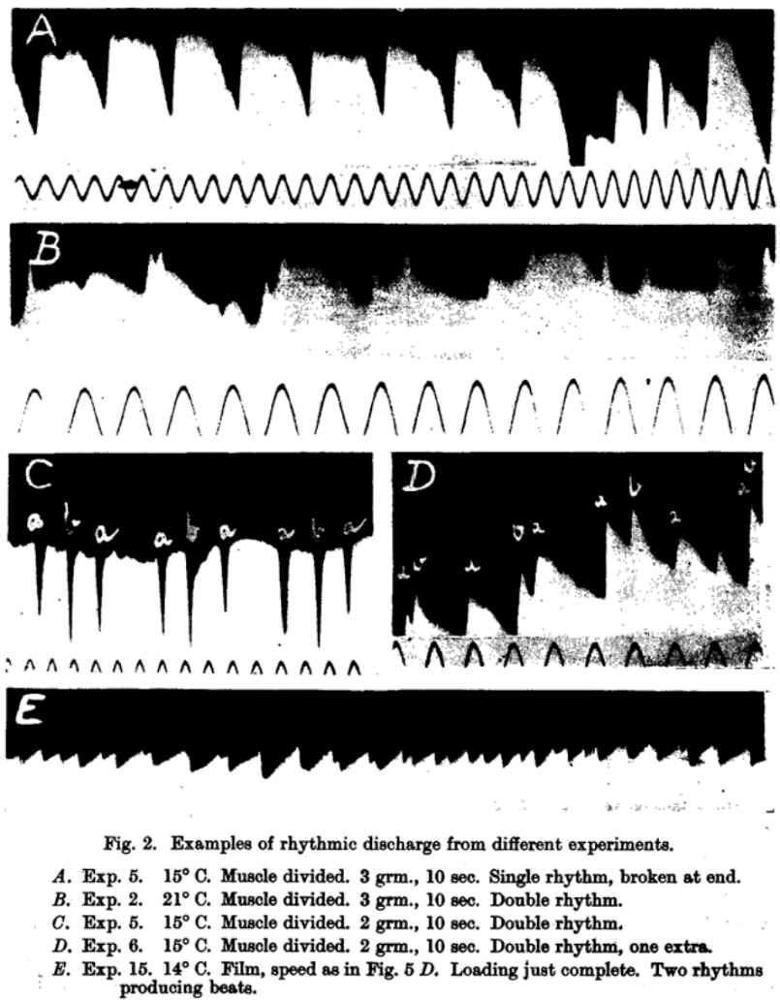 A
B
C
a b a a b a a b a
D
a b a b a a b a b a
E
Fig. 2. Examples of rhythmic discharge from different experiments.
A. Exp. 5. 15° C. Muscle divided. 3 grm., 10 sec. Single rhythm, broken at end.
B. Exp. 2. 21° C. Muscle divided. 3 grm., 10 sec. Double rhythm.
C. Exp. 5. 15° C. Muscle divided. 2 grm., 10 sec. Double rhythm.
D. Exp. 6. 15° C. Muscle divided. 2 grm., 10 sec. Double rhythm, one extra.
E. Exp. 15. 14° C. Film, speed as in Fig. 5 D. Loading just complete. Two rhythms
producing beats.